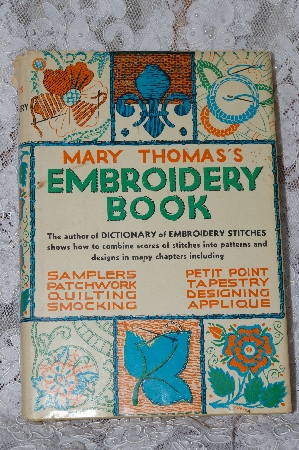 MARY THOMAS'S
EMBROIDERY
BOOK
The author of DICTIONARY of EMBROIDERY STITCHES
shows how to combine scores of stitches into patterns and
designs in many chapters including
SAMPLERS
PATCHWORK
QUILTING
SMOCKING
PETIT POINT
TAPESTRY
DESIGNING
APPLIQUE